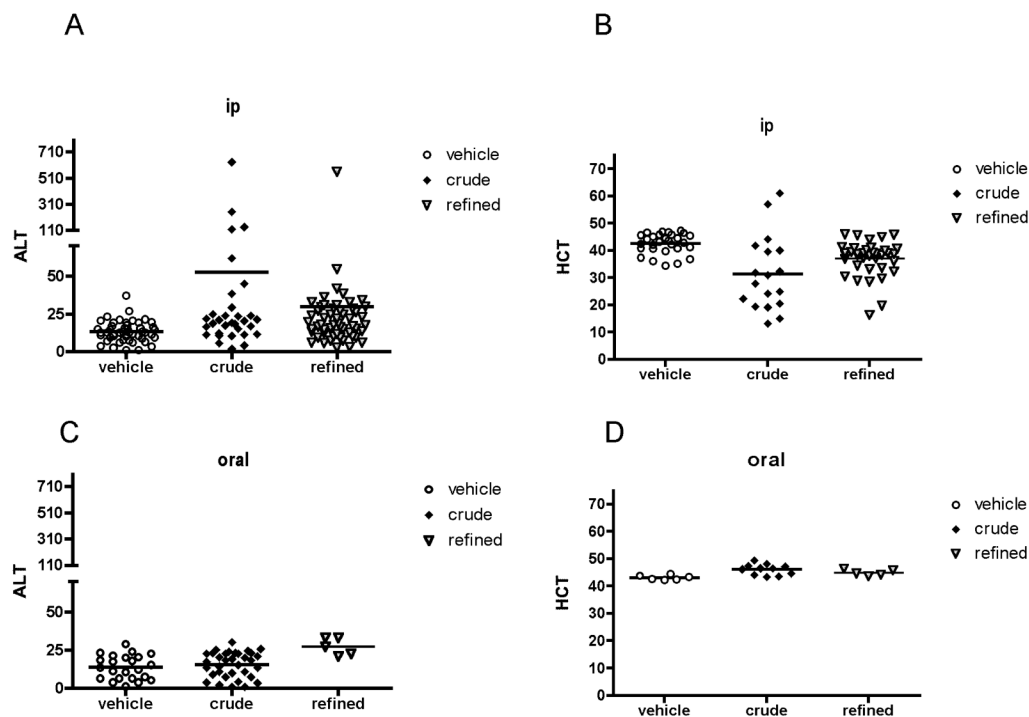 A
ip
ALT
710
510
310
110
50
25
0
vehicle
crude
refined
vehicle
crude
refined
B
ip
HCT
70
60
50
40
30
20
10
0
vehicle
crude
refined
vehicle
crude
refined
C
oral
ALT
710
510
310
110
50
25
0
vehicle
crude
refined
vehicle
crude
refined
D
oral
HCT
70
60
50
40
30
20
10
0
vehicle
crude
refined
vehicle
crude
refined